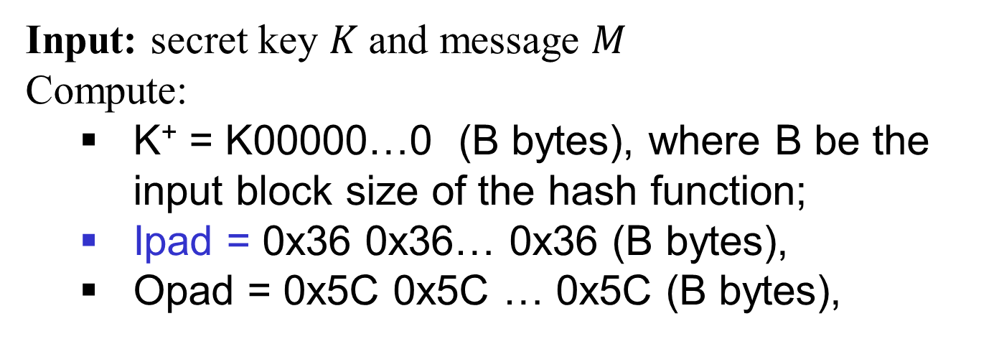 Input: secret key K and message M
Compute:
▪ K⁺ = K00000…0 (B bytes), where B be the
input block size of the hash function;
▪ Ipad = 0x36 0x36… 0x36 (B bytes),
▪ Opad = 0x5C 0x5C … 0x5C (B bytes),